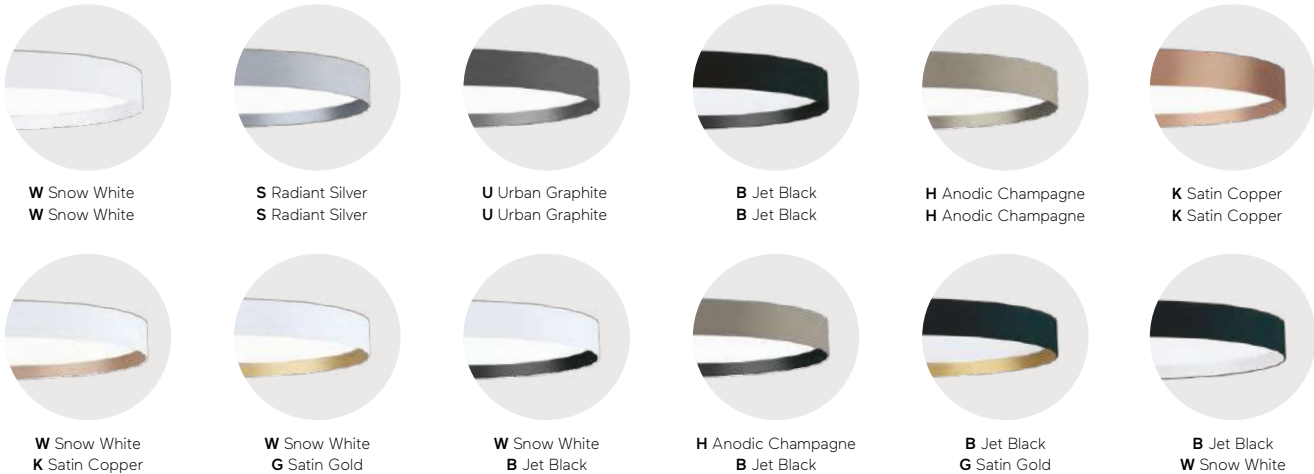 W Snow White
W Snow White
S Radiant Silver
S Radiant Silver
U Urban Graphite
U Urban Graphite
B Jet Black
B Jet Black
H Anodic Champagne
H Anodic Champagne
K Satin Copper
K Satin Copper
W Snow White
K Satin Copper
W Snow White
G Satin Gold
W Snow White
B Jet Black
H Anodic Champagne
B Jet Black
B Jet Black
G Satin Gold
B Jet Black
W Snow White